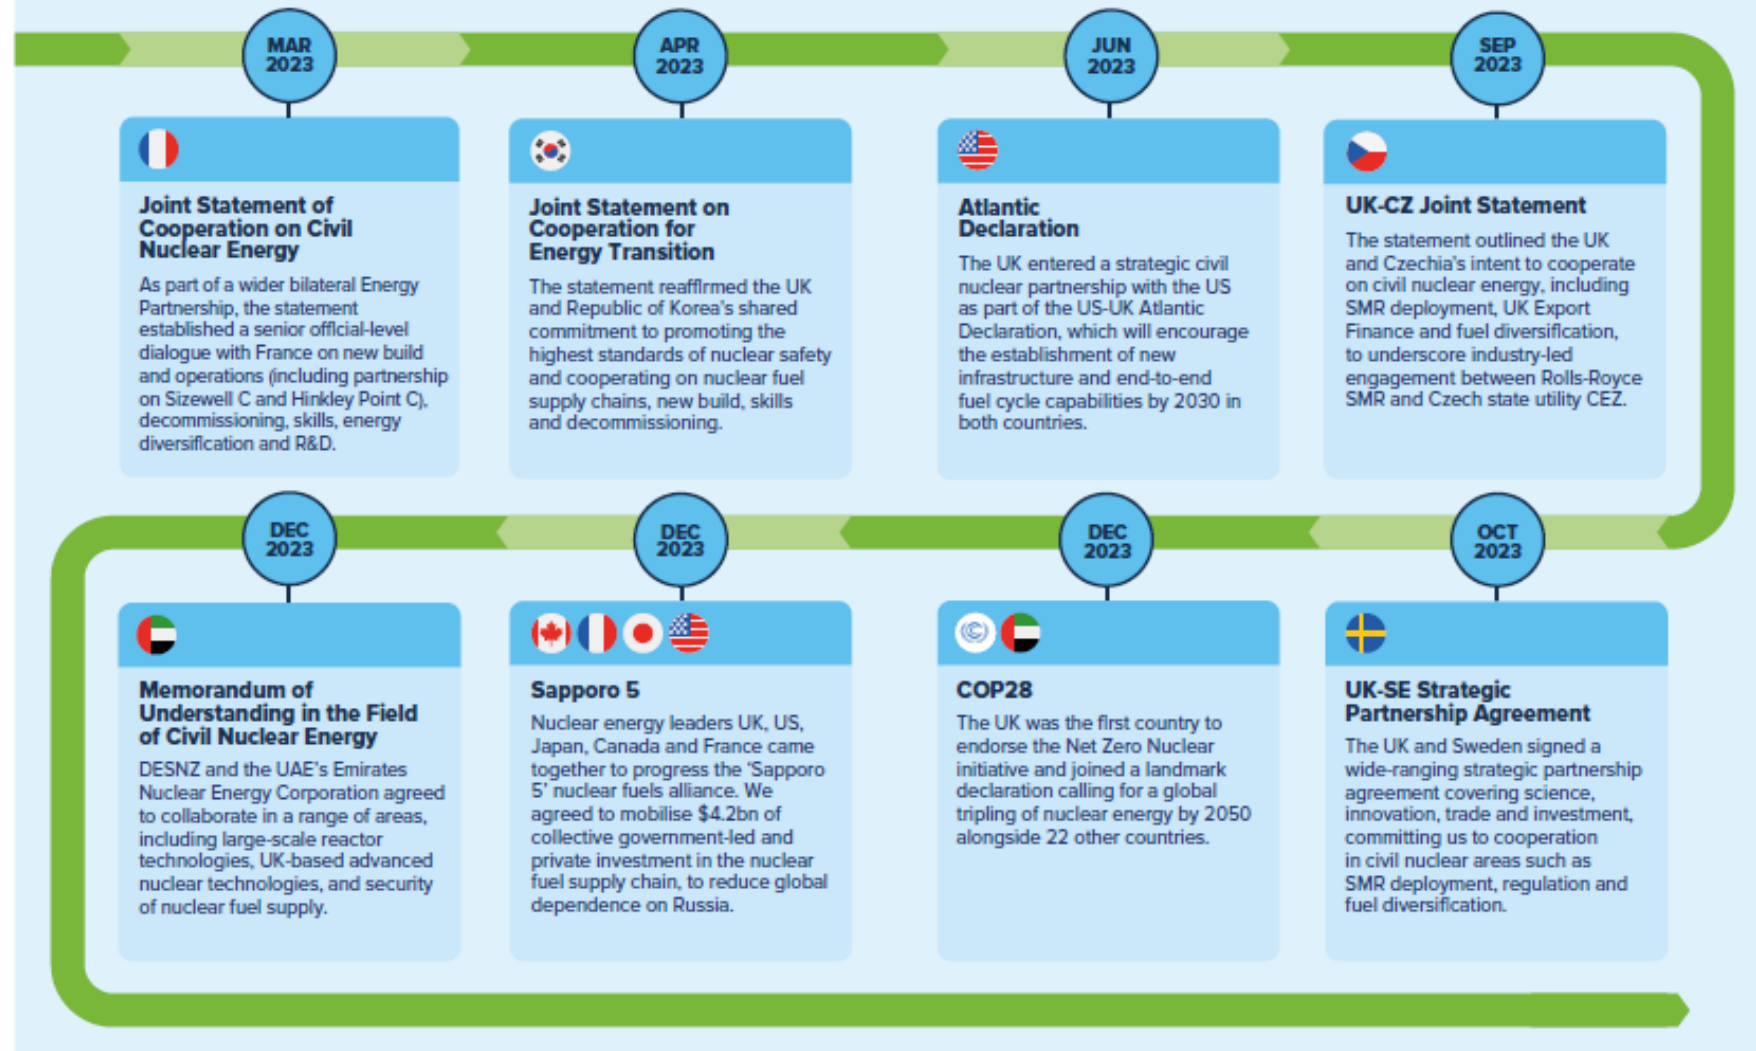 MAR
2023
Joint Statement of
Cooperation on Civil
Nuclear Energy
As part of a wider bilateral Energy
Partnership, the statement
established a senior official-level
dialogue with France on new build
and operations (including partnership
on Sizewell C and Hinkley Point C),
decommissioning, skills, energy
diversification and R&D.
APR
2023
Joint Statement on
Cooperation for
Energy Transition
The statement reaffirmed the UK
and Republic of Korea's shared
commitment to promoting the
highest standards of nuclear safety
and cooperating on nuclear fuel
supply chains, new build, skills
and decommissioning.
JUN
2023
Atlantic
Declaration
The UK entered a strategic civil
nuclear partnership with the US
as part of the US-UK Atlantic
Declaration, which will encourage
the establishment of new
infrastructure and end-to-end
fuel cycle capabilities by 2030 in
both countries.
SEP
2023
UK-CZ Joint Statement
The statement outlined the UK
and Czechia's intent to cooperate
on civil nuclear energy, including
SMR deployment, UK Export
Finance and fuel diversification,
to underscore industry-led
engagement between Rolls-Royce
SMR and Czech state utility CEZ.
OCT
2023
UK-SE Strategic
Partnership Agreement
The UK and Sweden signed a
wide-ranging strategic partnership
agreement covering science,
innovation, trade and investment,
committing us to cooperation
in civil nuclear areas such as
SMR deployment, regulation and
fuel diversification.
DEC
2023
COP28
The UK was the first country to
endorse the Net Zero Nuclear
initiative and joined a landmark
declaration calling for a global
tripling of nuclear energy by 2050
alongside 22 other countries.
DEC
2023
Sapporo 5
Nuclear energy leaders UK, US,
Japan, Canada and France came
together to progress the 'Sapporo
5' nuclear fuels alliance. We
agreed to mobilise $4.2bn of
collective government-led and
private investment in the nuclear
fuel supply chain, to reduce global
dependence on Russia.
DEC
2023
Memorandum of
Understanding in the Field
of Civil Nuclear Energy
DESNZ and the UAE's Emirates
Nuclear Energy Corporation agreed
to collaborate in a range of areas,
including large-scale reactor
technologies, UK-based advanced
nuclear technologies, and security
of nuclear fuel supply.